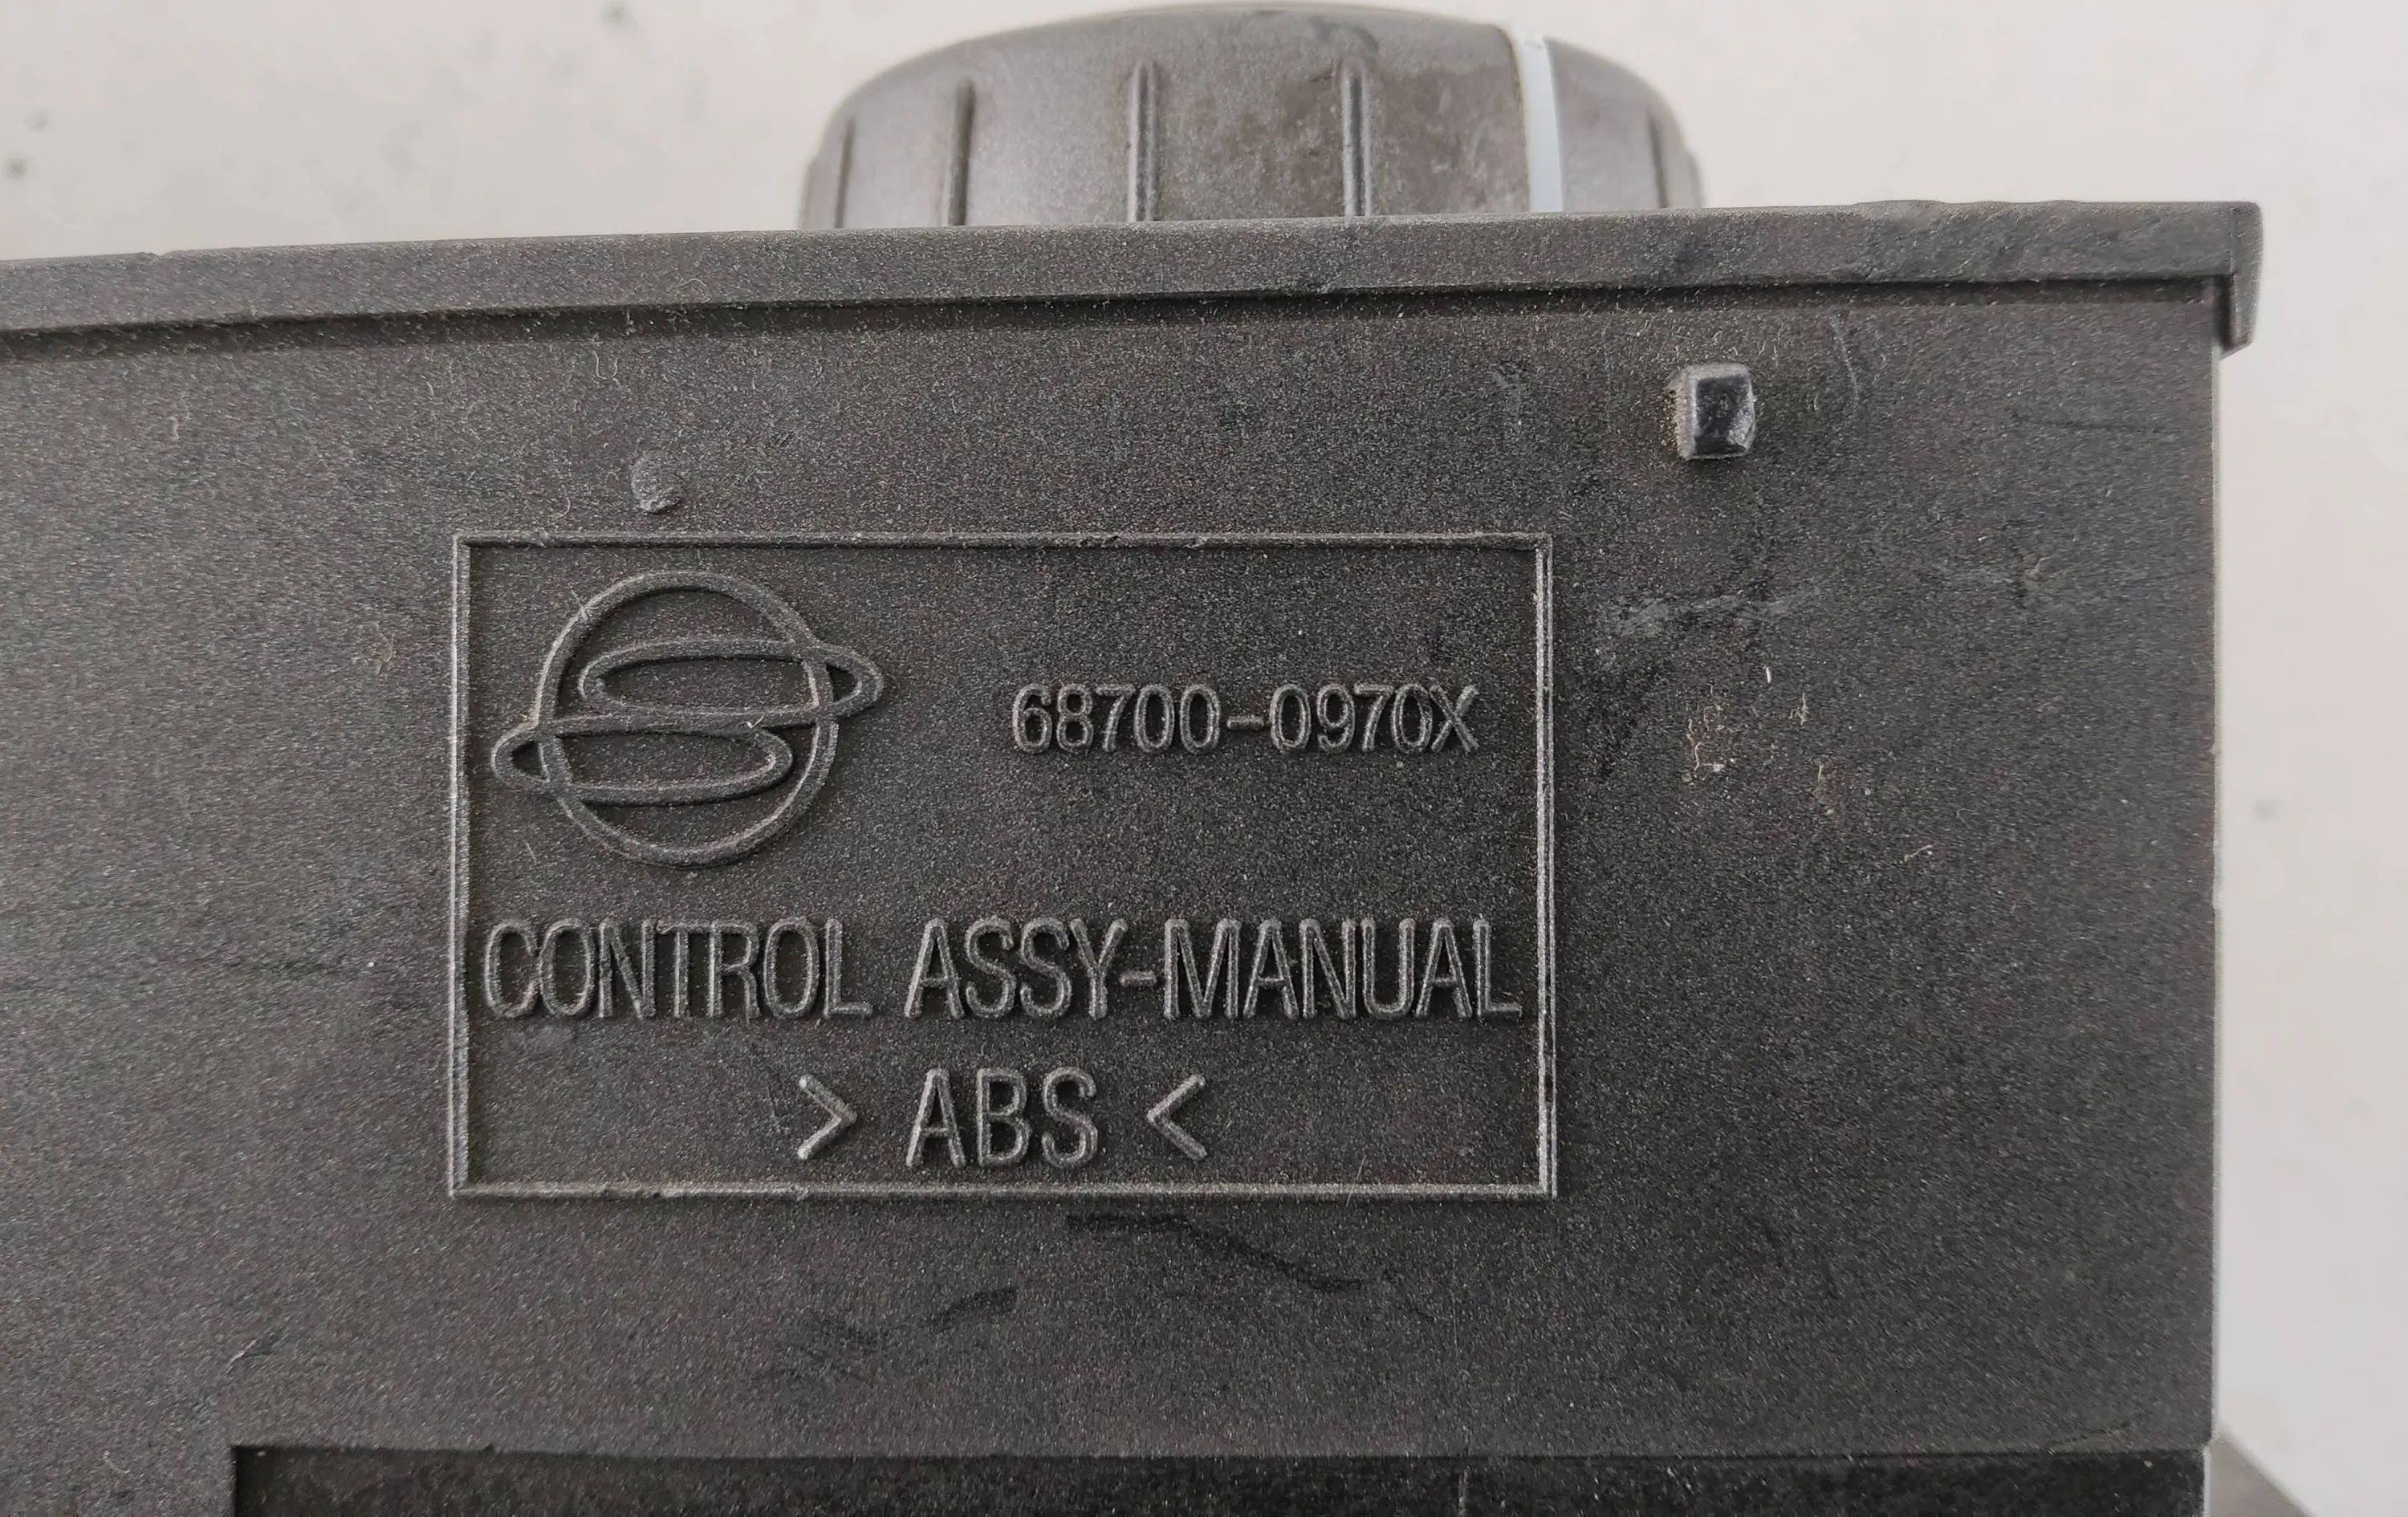 68700-0970X
CONTROL ASSY-MANUAL
> ABS <